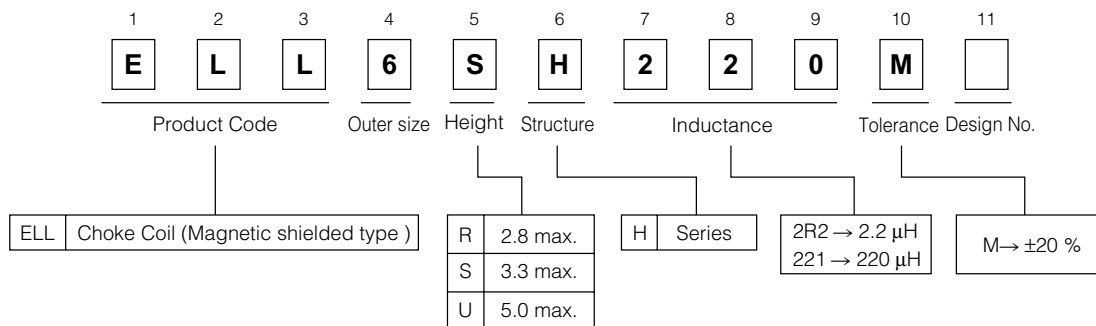 1 2 3 4 5 6 7 8 9 10 11
E L L 6 S H 2 2 0 M
Product Code Outer size Height Structure Inductance Tolerance Design No.
ELL Choke Coil (Magnetic shielded type )
R 2.8 max.
S 3.3 max.
U 5.0 max.
H Series
2R2 → 2.2 μH
221 → 220 μH
M→ ±20 %